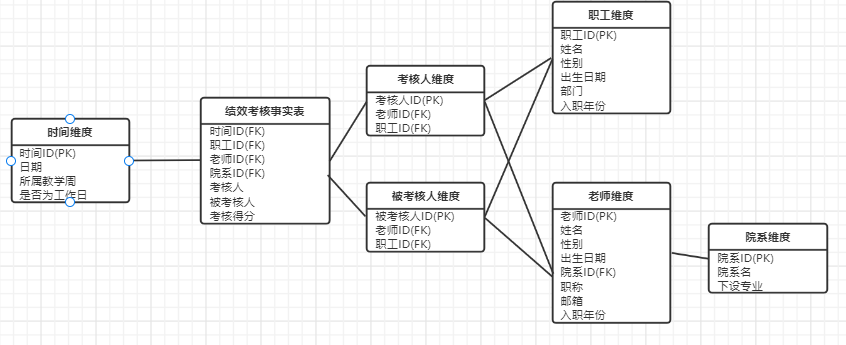 时间维度
时间ID(PK)
日期
所属教学周
是否为工作日
绩效考核事实表
时间ID(FK)
职工ID(FK)
老师ID(FK)
院系ID(FK)
考核人
被考核人
考核得分
考核人维度
考核人ID(PK)
老师ID(FK)
职工ID(FK)
被考核人维度
被考核人ID(PK)
老师ID(FK)
职工ID(FK)
职工维度
职工ID(PK)
姓名
性别
出生日期
部门
入职年份
老师维度
老师ID(PK)
姓名
性别
出生日期
院系ID(FK)
职称
邮箱
入职年份
院系维度
院系ID(PK)
院系名
下设专业